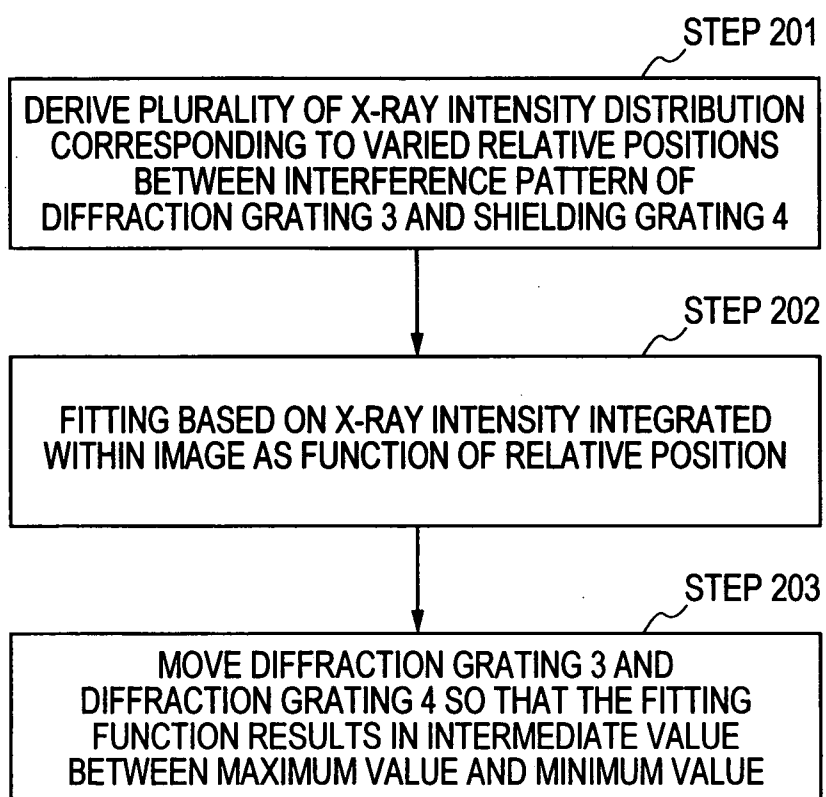 STEP 201
DERIVE PLURALITY OF X-RAY INTENSITY DISTRIBUTION
CORRESPONDING TO VARIED RELATIVE POSITIONS
BETWEEN INTERFERENCE PATTERN OF
DIFFRACTION GRATING 3 AND SHIELDING GRATING 4
STEP 202
FITTING BASED ON X-RAY INTENSITY INTEGRATED
WITHIN IMAGE AS FUNCTION OF RELATIVE POSITION
STEP 203
MOVE DIFFRACTION GRATING 3 AND
DIFFRACTION GRATING 4 SO THAT THE FITTING
FUNCTION RESULTS IN INTERMEDIATE VALUE
BETWEEN MAXIMUM VALUE AND MINIMUM VALUE